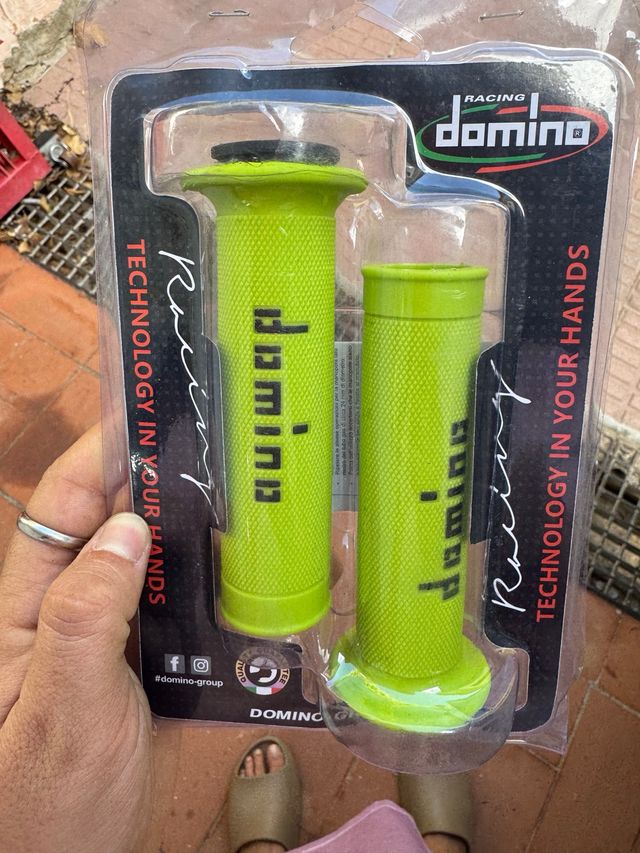 RACING
domino
Racing
TECHNOLOGY IN YOUR HANDS
domino
domino
Racing
TECHNOLOGY IN YOUR HANDS
#domino-group
DOMINO